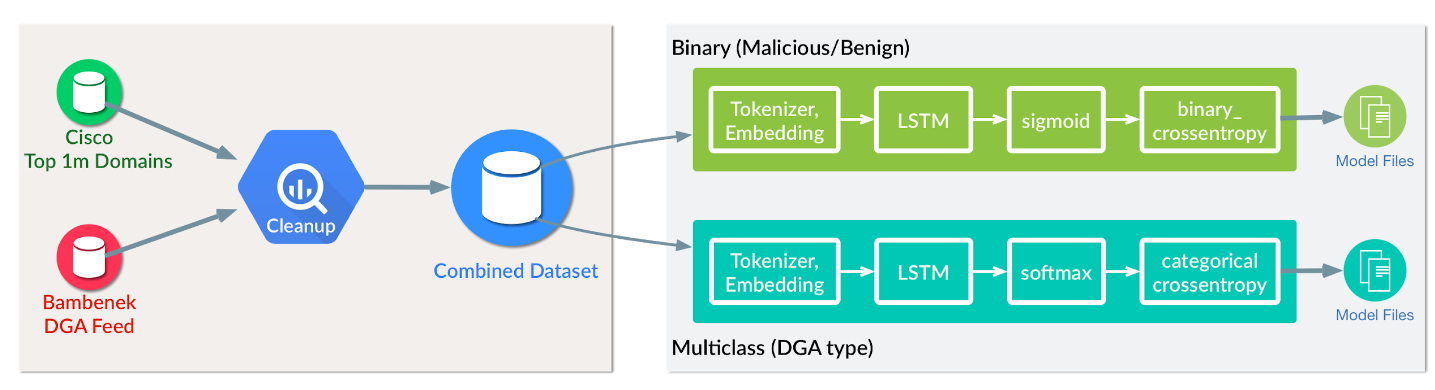 Cisco
Top 1m Domains
Bambenek
DGA Feed
Cleanup
Combined Dataset
Binary (Malicious/Benign)
Tokenizer,
Embedding
LSTM
sigmoid
binary_
crossentropy
Model Files
Tokenizer,
Embedding
LSTM
softmax
categorical
crossentropy
Model Files
Multiclass (DGA type)